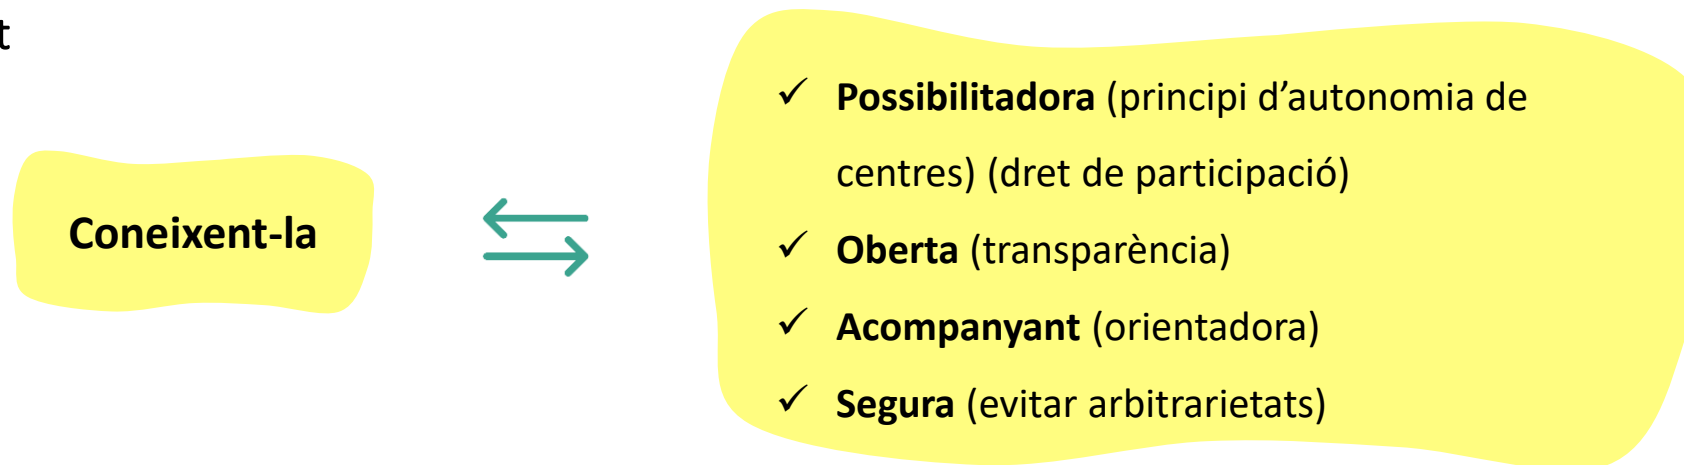 t
Coneixent-la
✓ Possibilitadora (principi d’autonomia de
centres) (dret de participació)
✓ Oberta (transparència)
✓ Acompanyant (orientadora)
✓ Segura (evitar arbitrarietats)